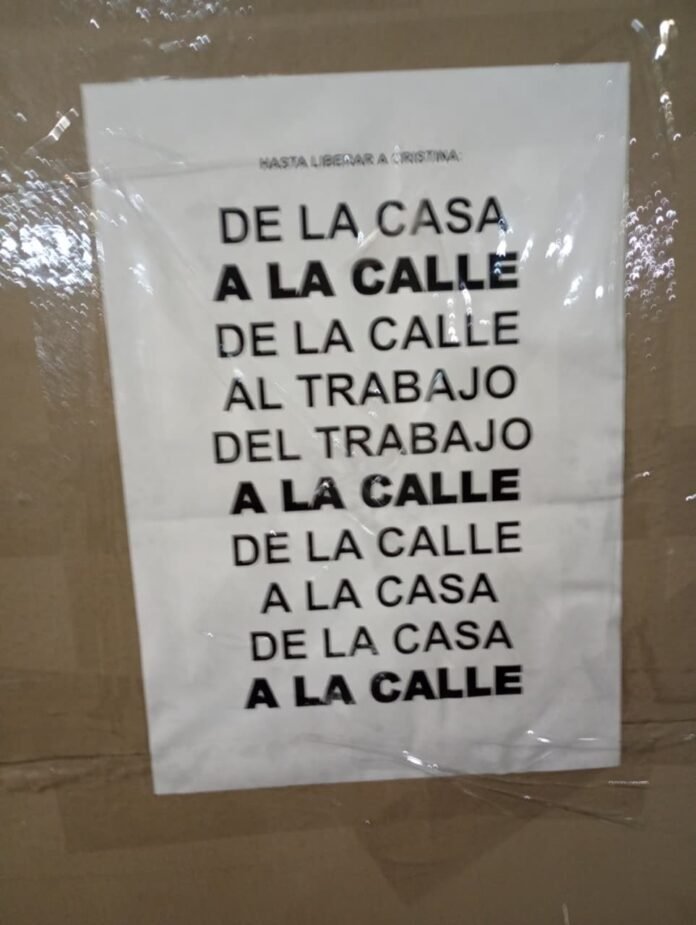 HASTA LIBERAR A CRISTINA:
DE LA CASA
A LA CALLE
DE LA CALLE
AL TRABAJO
DEL TRABAJO
A LA CALLE
DE LA CALLE
A LA CASA
DE LA CASA
A LA CALLE